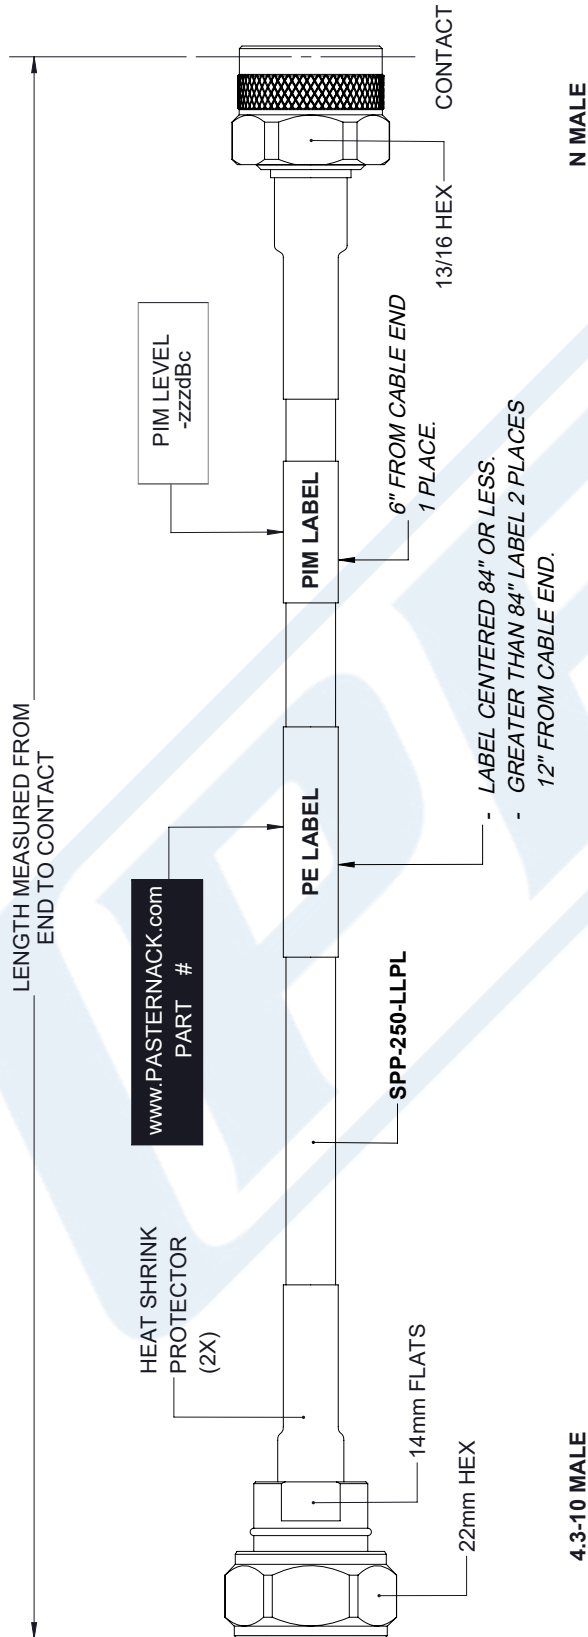 LENGTH MEASURED FROM
END TO CONTACT
HEAT SHRINK
PROTECTOR
(2X)
www.PASTERNACK.com
PART #
PIM LEVEL
-zzzdBc
PE LABEL
PIM LABEL
CONTACT
14mm FLATS
22mm HEX
SPP-250-LLPL
6" FROM CABLE END
1 PLACE.
13/16 HEX
- LABEL CENTERED 84" OR LESS.
- GREATER THAN 84" LABEL 2 PLACES
12" FROM CABLE END.
4.3-10 MALE
N MALE